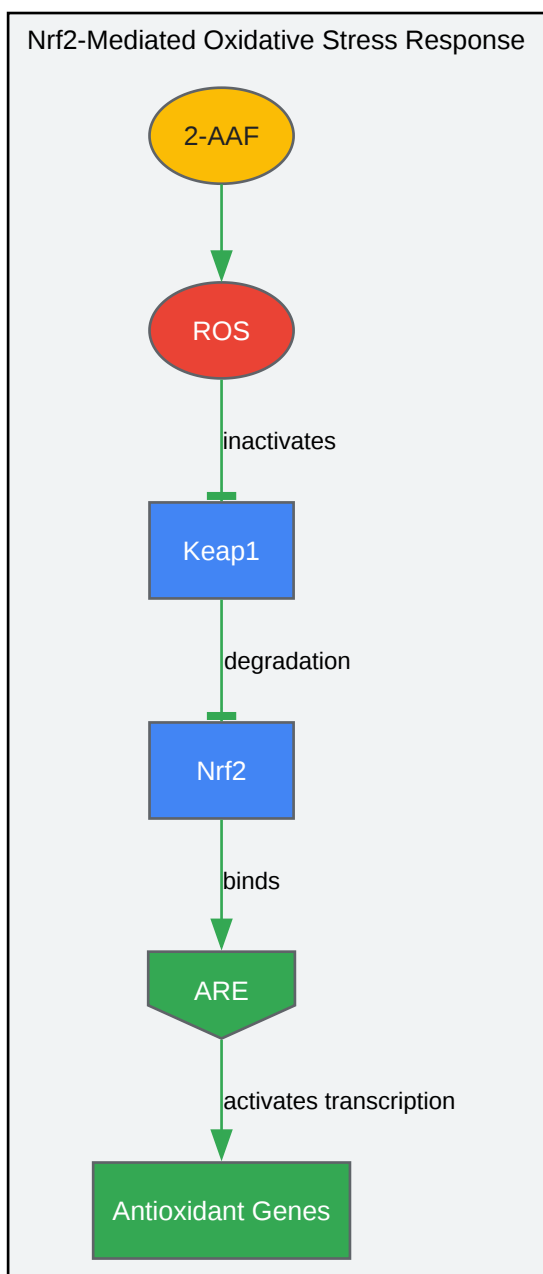 Nrf2-Mediated Oxidative Stress Response
2-AAF
ROS
inactivates
Keap1
degradation
Nrf2
binds
ARE
activates transcription
Antioxidant Genes